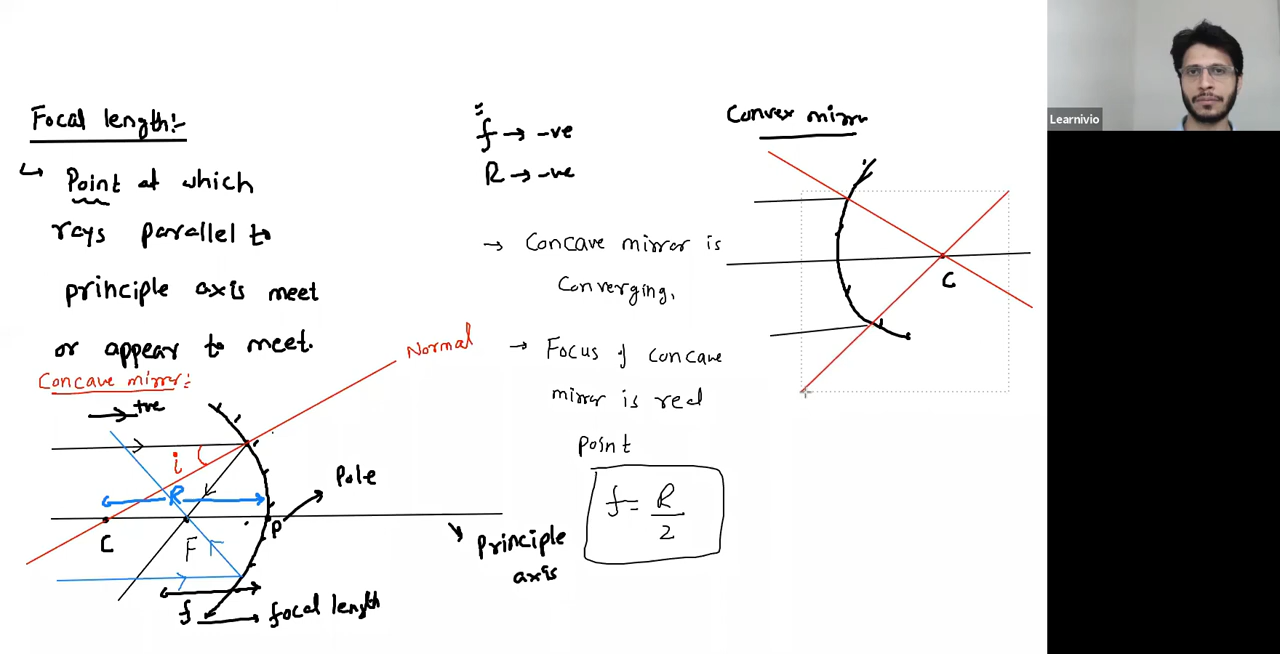 Focal length:-
↳ Point at which
rays parallel to
principle axis meet
or appear to meet.
Concave mirror:
+ve
Normal
i
R
Pole
C
F
P
Principle
axis
f → focal length
f → -ve
R → -ve
→ Concave mirror is
Converging,
→ Focus of concave
mirror is real
point
f = R
2
Convex mirror
C
Learnivio